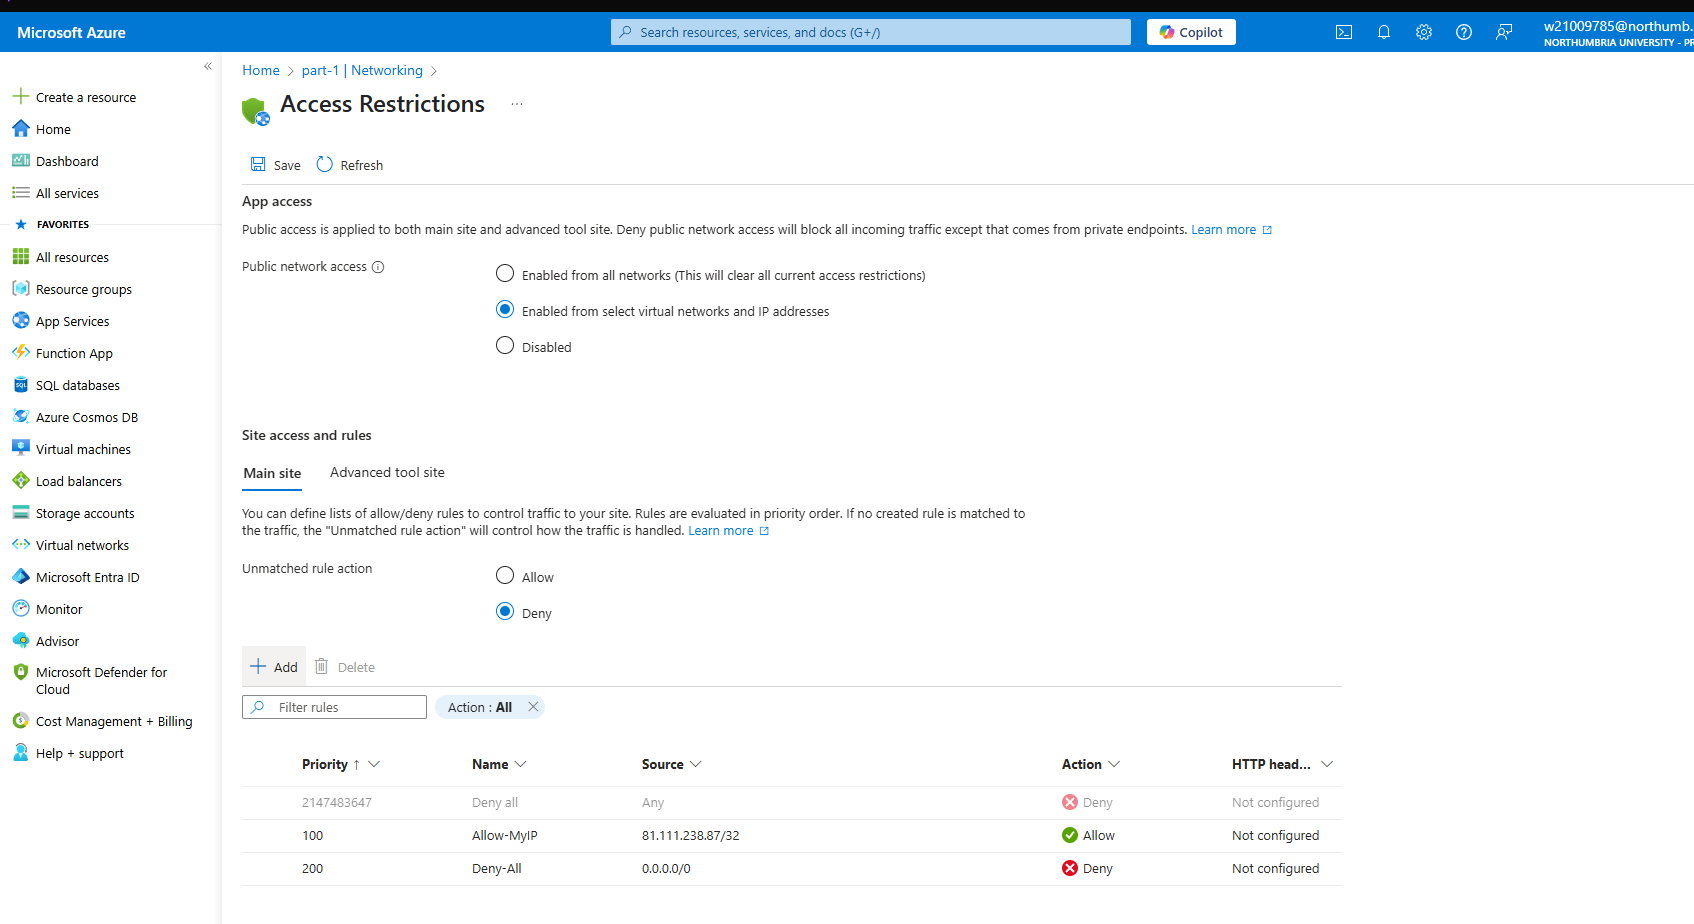 Microsoft Azure
Search resources, services, and docs (G+/)
Copilot
w21009785@northumb.
NORTHUMBRIA UNIVERSITY - PR
Create a resource
Home
Dashboard
All services
FAVORITES
All resources
Resource groups
App Services
Function App
SQL databases
Azure Cosmos DB
Virtual machines
Load balancers
Storage accounts
Virtual networks
Microsoft Entra ID
Monitor
Advisor
Microsoft Defender for
Cloud
Cost Management + Billing
Help + support
Home > part-1 | Networking >
Access Restrictions ...
Save Refresh
App access
Public access is applied to both main site and advanced tool site. Deny public network access will block all incoming traffic except that comes from private endpoints. Learn more
Public network access
Enabled from all networks (This will clear all current access restrictions)
Enabled from select virtual networks and IP addresses
Disabled
Site access and rules
Main site Advanced tool site
You can define lists of allow/deny rules to control traffic to your site. Rules are evaluated in priority order. If no created rule is matched to
the traffic, the "Unmatched rule action" will control how the traffic is handled. Learn more
Unmatched rule action
Allow
Deny
Add Delete
Filter rules Action : All
Priority ↑ Name Source Action HTTP head...
2147483647 Deny all Any Deny Not configured
100 Allow-MyIP 81.111.238.87/32 Allow Not configured
200 Deny-All 0.0.0.0/0 Deny Not configured